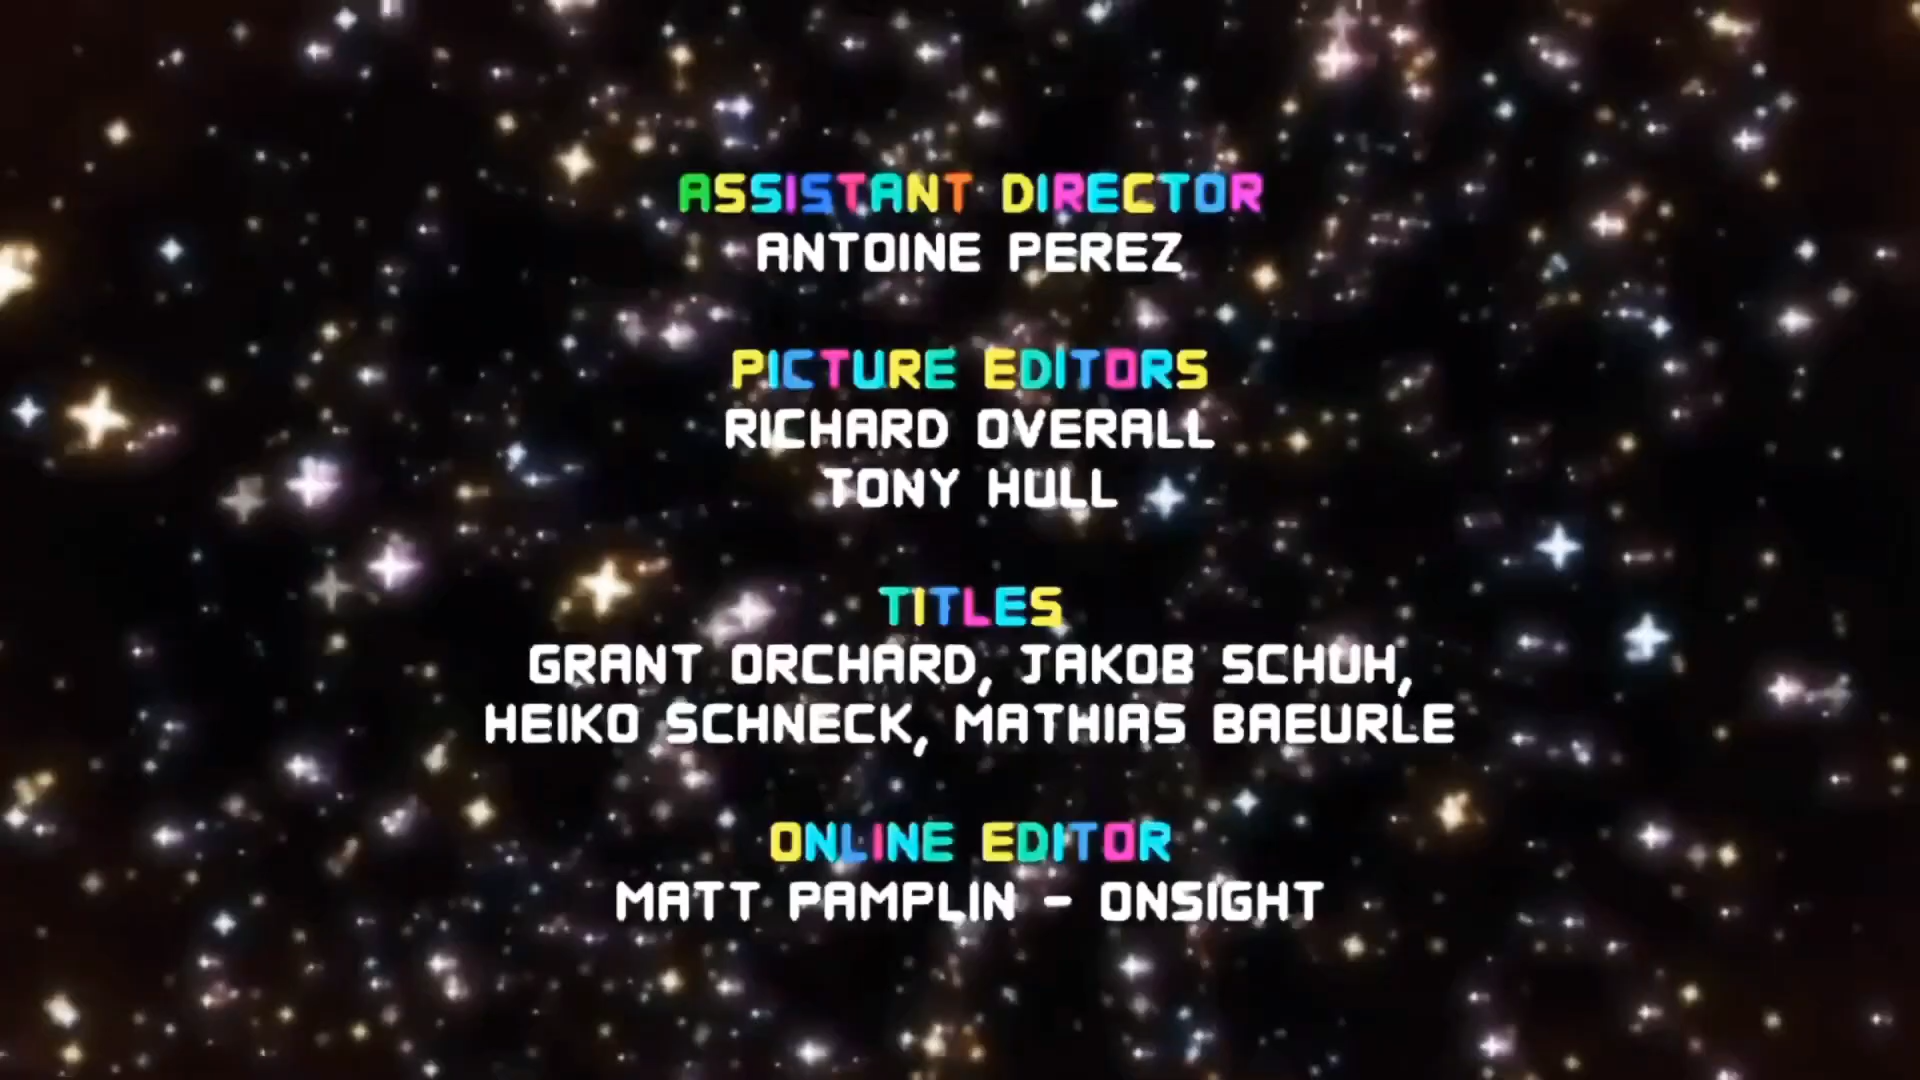 ASSISTANT DIRECTOR
ANTOINE PEREZ
PICTURE EDITORS
RICHARD OVERALL
TONY HULL
TITLES
GRANT ORCHARD, JAKOB SCHUH,
HEIKO SCHNECK, MATHIAS BAEURLE
ONLINE EDITOR
MATT PAMPLIN - ONSIGHT